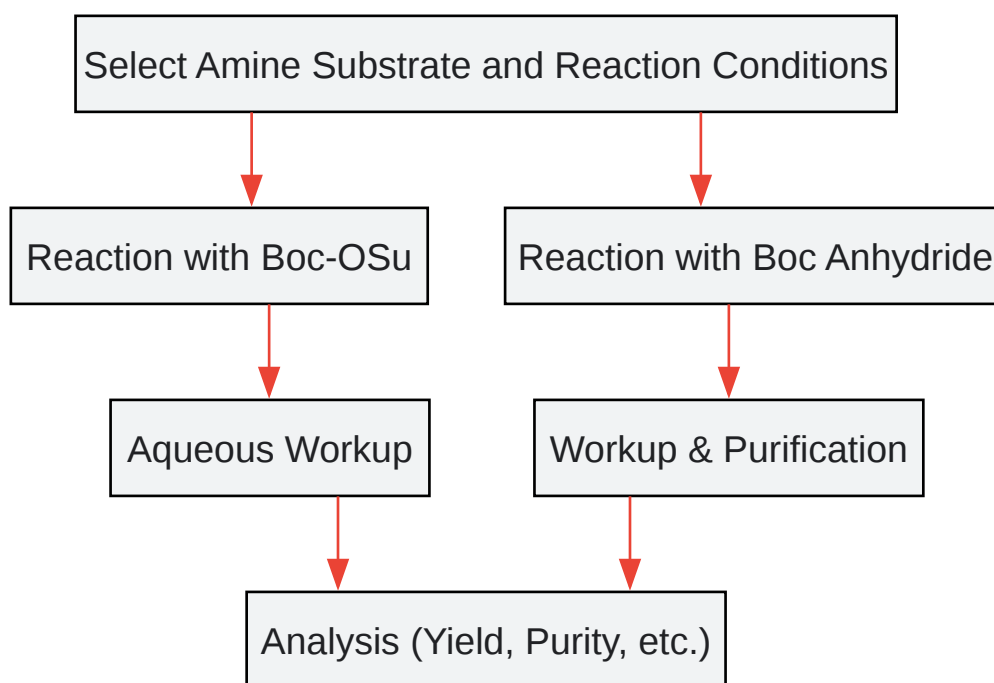 Select Amine Substrate and Reaction Conditions
Reaction with Boc-OSu
Reaction with Boc Anhydride
Aqueous Workup
Workup & Purification
Analysis (Yield, Purity, etc.)